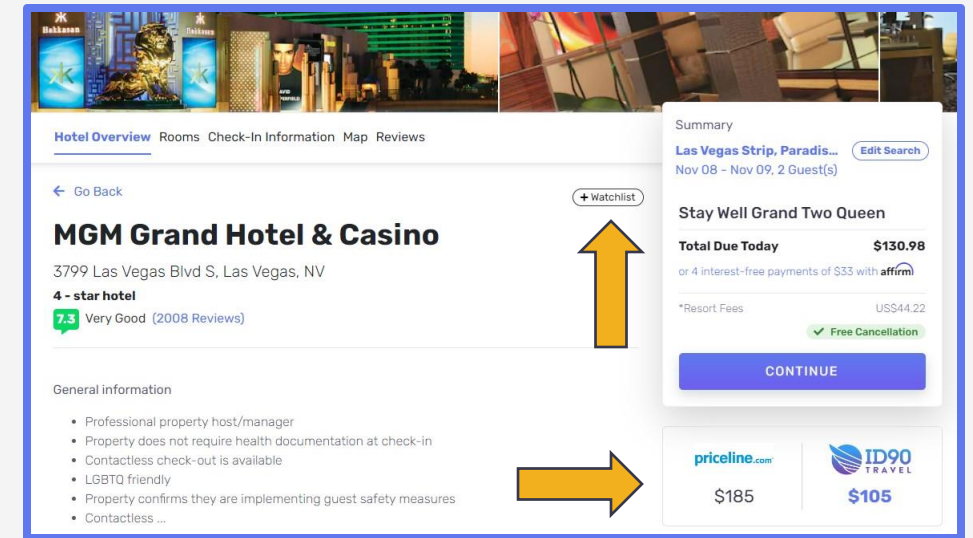 Hakkasan
Hakkasan
Hotel Overview Rooms Check-In Information Map Reviews
← Go Back
+ Watchlist
MGM Grand Hotel & Casino
3799 Las Vegas Blvd S, Las Vegas, NV
4 - star hotel
7.3 Very Good (2008 Reviews)
General information
• Professional property host/manager
• Property does not require health documentation at check-in
• Contactless check-out is available
• LGBTQ friendly
• Property confirms they are implementing guest safety measures
• Contactless ...
Summary
Las Vegas Strip, Paradis... Edit Search
Nov 08 - Nov 09, 2 Guest(s)
Stay Well Grand Two Queen
Total Due Today $130.98
or 4 interest-free payments of $33 with affirm
*Resort Fees US$44.22
✓ Free Cancellation
CONTINUE
priceline.com ID90 TRAVEL
$185 $105